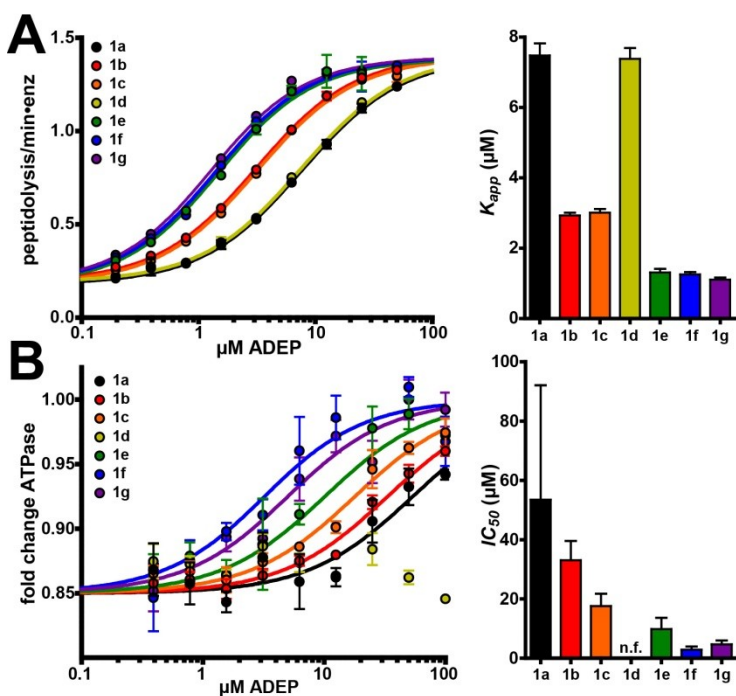 A
1.5
1.0
0.5
0.0
peptidolysis/min•enz
1a
1b
1c
1d
1e
1f
1g
0.1
1
10
100
µM ADEP
8
6
4
2
0
Kapp (µM)
1a 1b 1c 1d 1e 1f 1g
B
1.00
0.95
0.90
0.85
0.80
fold change ATPase
1a
1b
1c
1d
1e
1f
1g
0.1
1
10
100
µM ADEP
100
80
60
40
20
0
IC50 (µM)
n.f.
1a 1b 1c 1d 1e 1f 1g